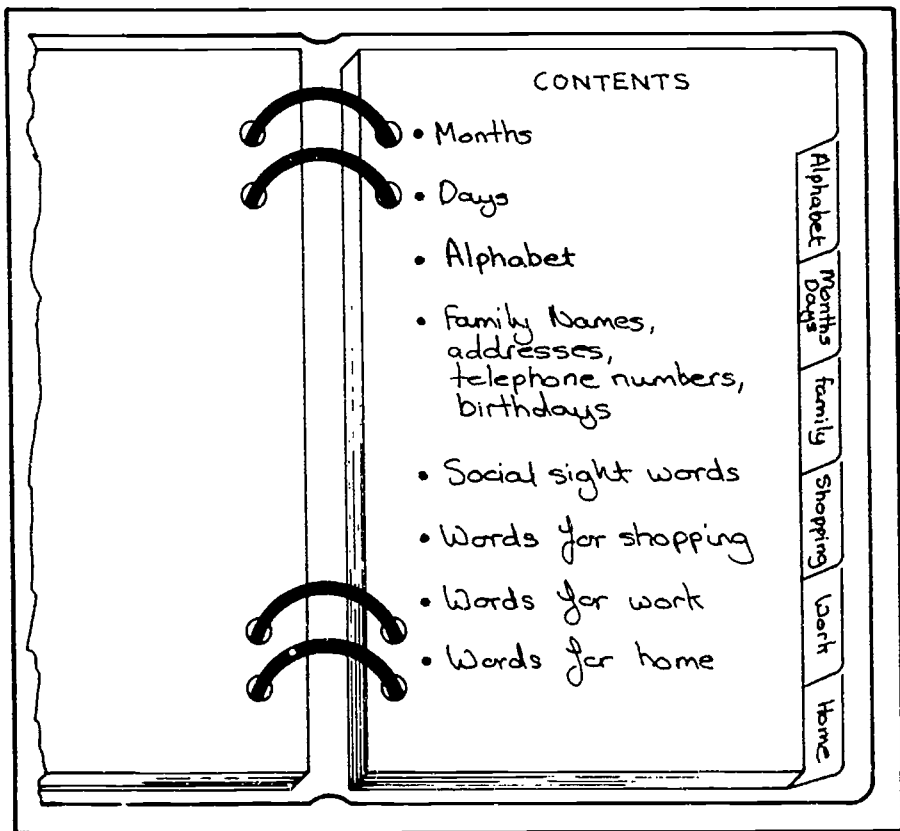 CONTENTS
• Months
• Days
• Alphabet
• Family Names,
addresses,
telephone numbers,
birthdays
• Social sight words
• Words for shopping
• Words for work
• Words for home
Alphabet
Months
Days
family
Shopping
Work
Home